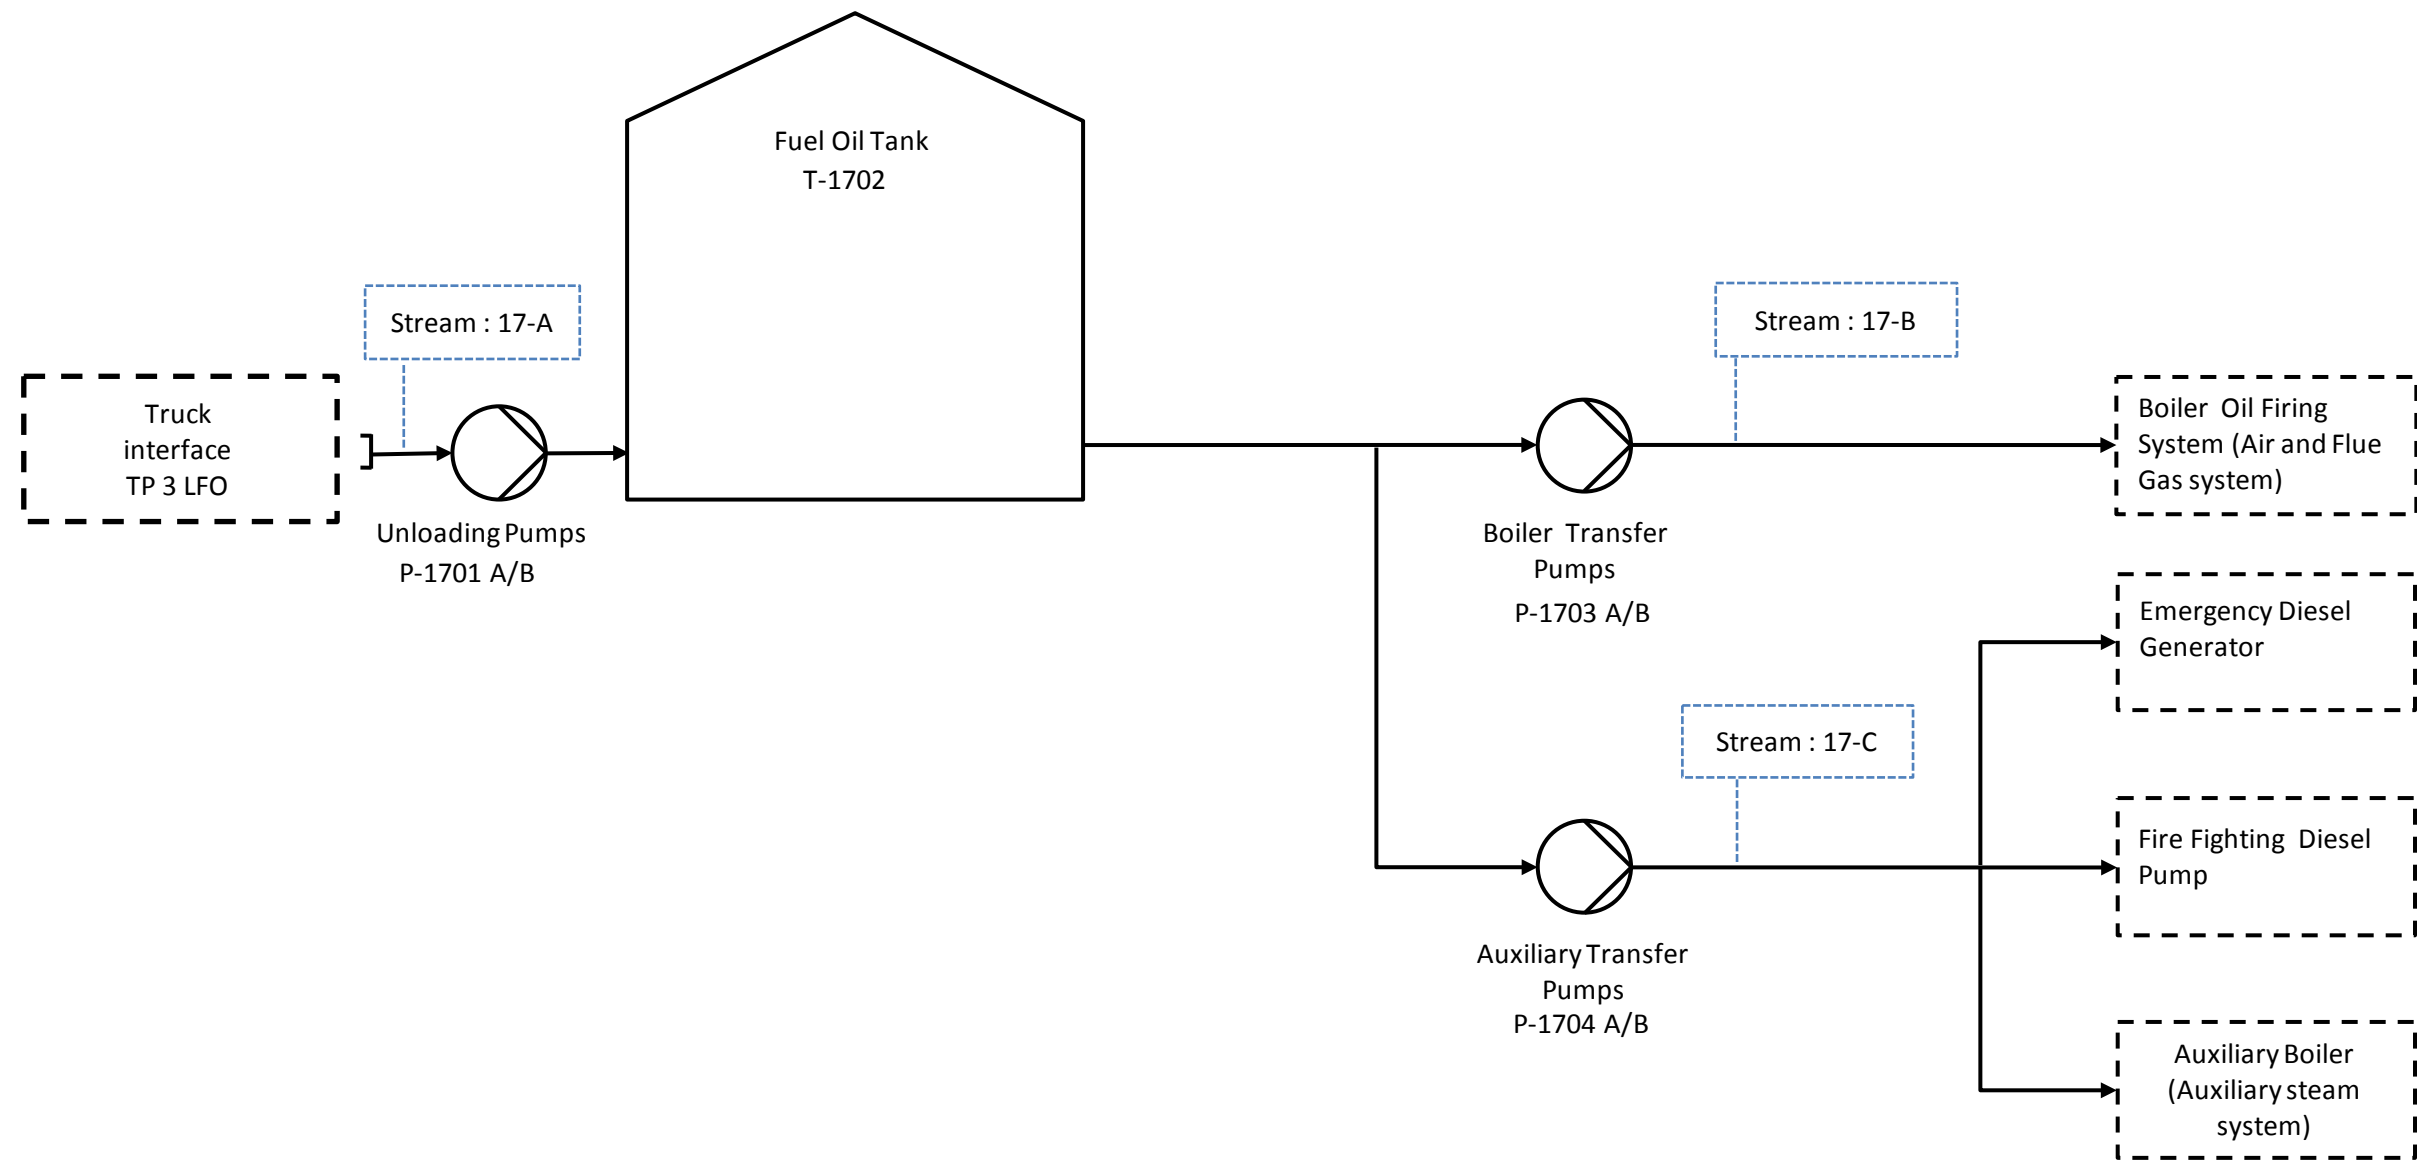 Fuel Oil Tank
T-1702
Stream : 17-A
Stream : 17-B
Truck
interface
TP 3 LFO
Boiler Oil Firing
System (Air and Flue
Gas system)
Unloading Pumps
P-1701 A/B
Boiler Transfer
Pumps
P-1703 A/B
Emergency Diesel
Generator
Stream : 17-C
Fire Fighting Diesel
Pump
Auxiliary Transfer
Pumps
P-1704 A/B
Auxiliary Boiler
(Auxiliary steam
system)